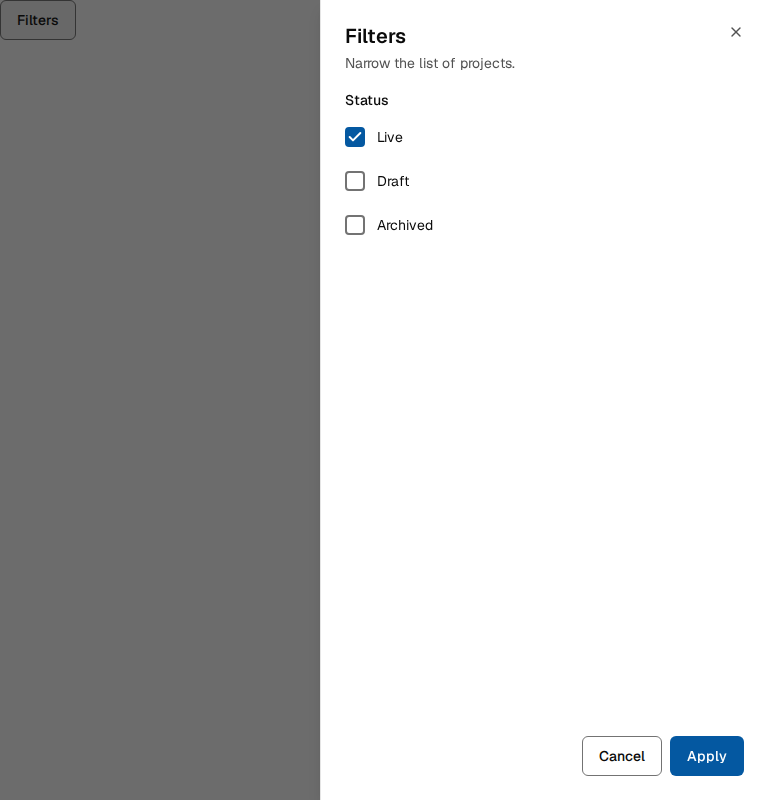 Filters
Filters
Narrow the list of projects.
Status
Live
Draft
Archived
Cancel
Apply